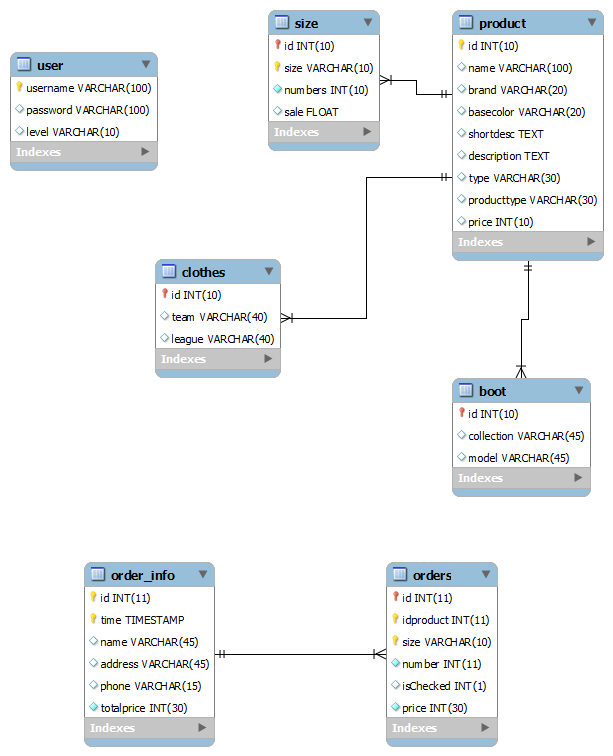 user
username VARCHAR(100)
password VARCHAR(100)
level VARCHAR(10)
Indexes
size
id INT(10)
size VARCHAR(10)
numbers INT(10)
sale FLOAT
Indexes
product
id INT(10)
name VARCHAR(100)
brand VARCHAR(20)
basecolor VARCHAR(20)
shortdesc TEXT
description TEXT
type VARCHAR(30)
producttype VARCHAR(30)
price INT(10)
Indexes
clothes
id INT(10)
team VARCHAR(40)
league VARCHAR(40)
Indexes
boot
id INT(10)
collection VARCHAR(45)
model VARCHAR(45)
Indexes
order_info
id INT(11)
time TIMESTAMP
name VARCHAR(45)
address VARCHAR(45)
phone VARCHAR(15)
totalprice INT(30)
Indexes
orders
id INT(11)
idproduct INT(11)
size VARCHAR(10)
number INT(11)
isChecked INT(1)
price INT(30)
Indexes